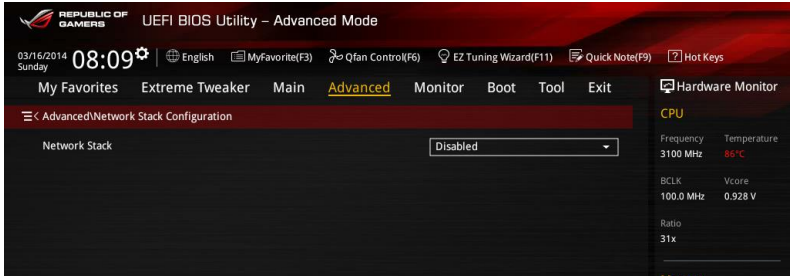 REPUBLIC OF
GAMERS
UEFI BIOS Utility – Advanced Mode
03/16/2014
Sunday
08:09
English
MyFavorite(F3)
Qfan Control(F6)
EZ Tuning Wizard(F11)
Quick Note(F9)
? Hot Keys
My Favorites Extreme Tweaker Main Advanced Monitor Boot Tool Exit
Hardware Monitor
< Advanced\Network Stack Configuration
Network Stack Disabled
CPU
Frequency Temperature
3100 MHz 86°C
BCLK Vcore
100.0 MHz 0.928 V
Ratio
31x